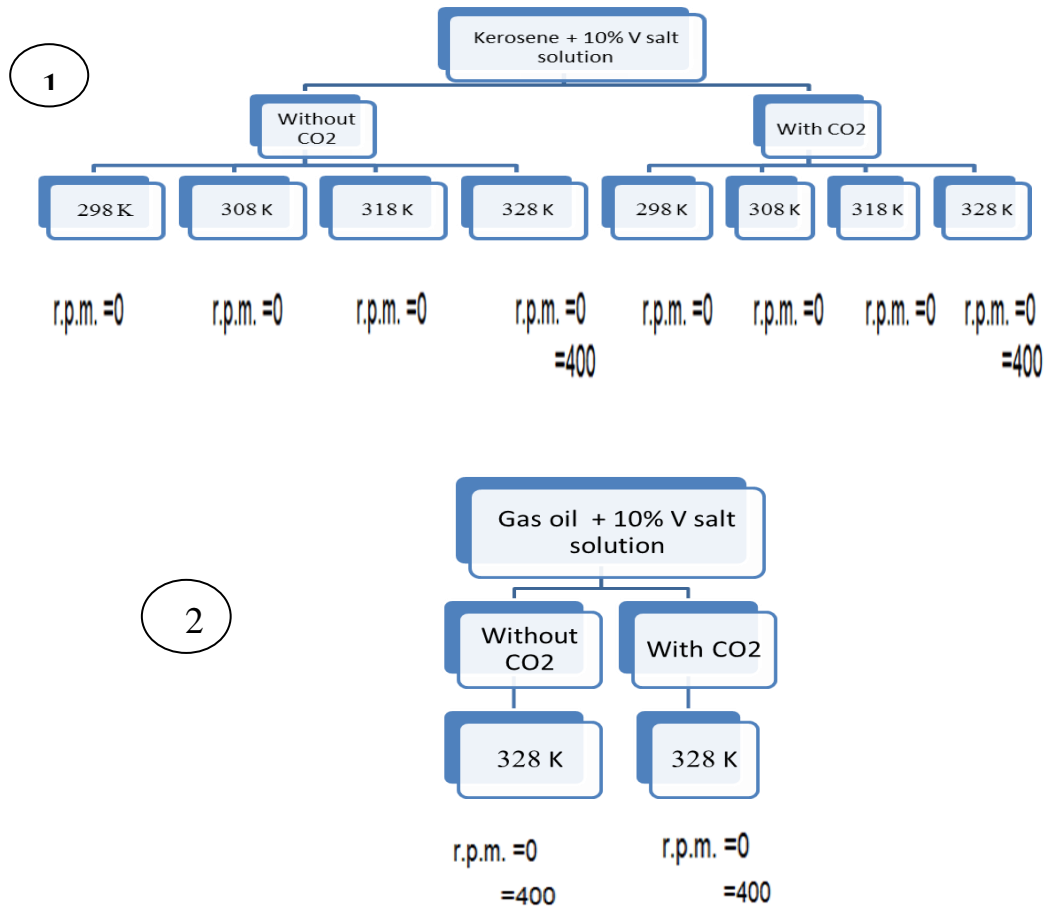 1
Kerosene + 10% V salt
solution
Without
CO2
With CO2
298 K
308 K
318 K
328 K
298 K
308 K
318 K
328 K
r.p.m. =0
r.p.m. =0
r.p.m. =0
r.p.m. =0
=400
r.p.m. =0
r.p.m. =0
r.p.m. =0
r.p.m. =0
=400
2
Gas oil + 10% V salt
solution
Without
CO2
With CO2
328 K
328 K
r.p.m. =0
=400
r.p.m. =0
=400